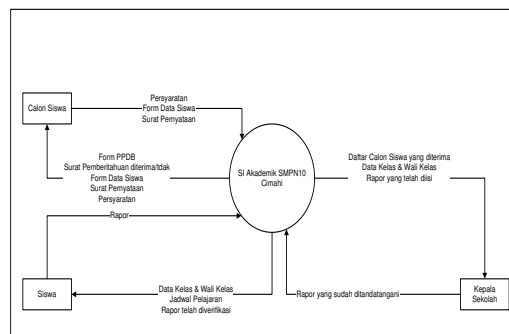 Calon Siswa
Persyaratan
Form Data Siswa
Surat Pernyataan
Form PPDB
Surat Pemberitahuan diterima/tdak
Form Data Siswa
Surat Pernyataan
Persyaratan
SI Akademik SMPN10
Cimahi
Daftar Calon Siswa yang diterima
Data Kelas & Wali Kelas
Rapor yang telah diisi
Rapor
Siswa
Data Kelas & Wali Kelas
Jadwal Pelajaran
Rapor telah diverifikasi
Rapor yang sudah ditandatangani
Kepala
Sekolah